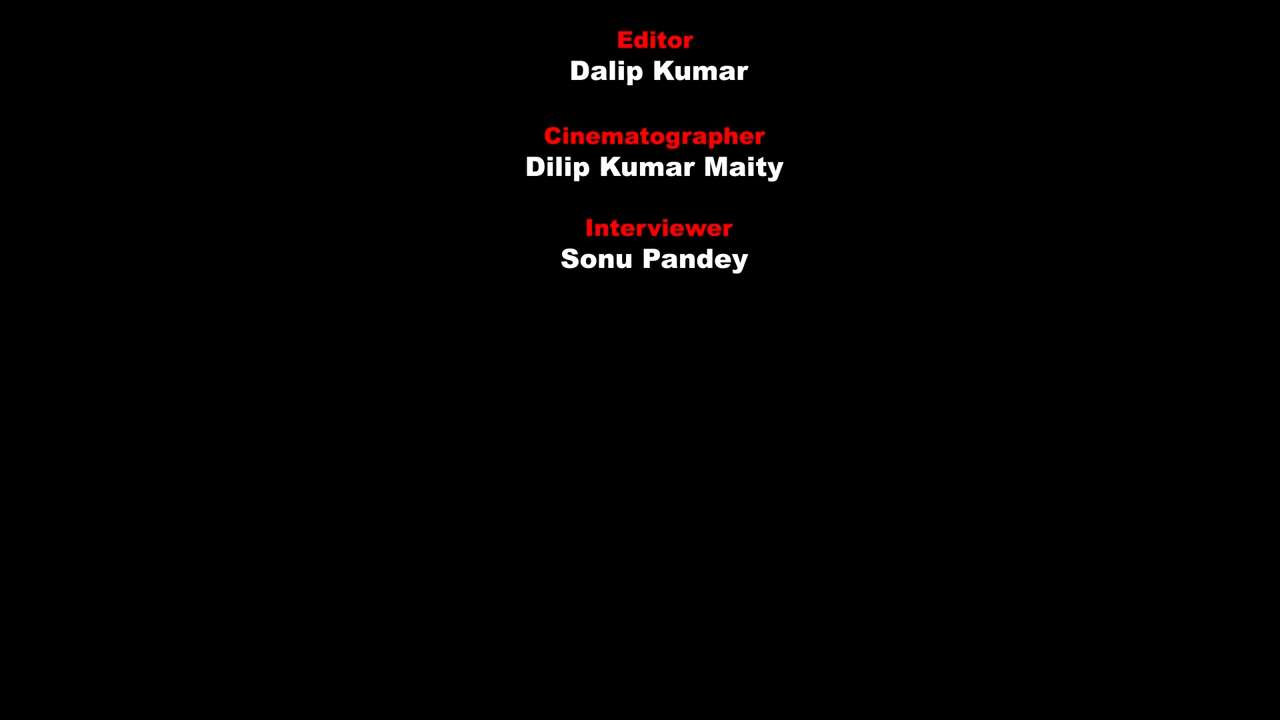 Editor
Dalip Kumar
Cinematographer
Dilip Kumar Maity
Interviewer
Sonu Pandey